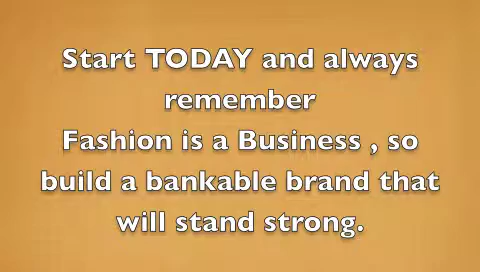 Start TODAY and always
remember
Fashion is a Business , so
build a bankable brand that
will stand strong.